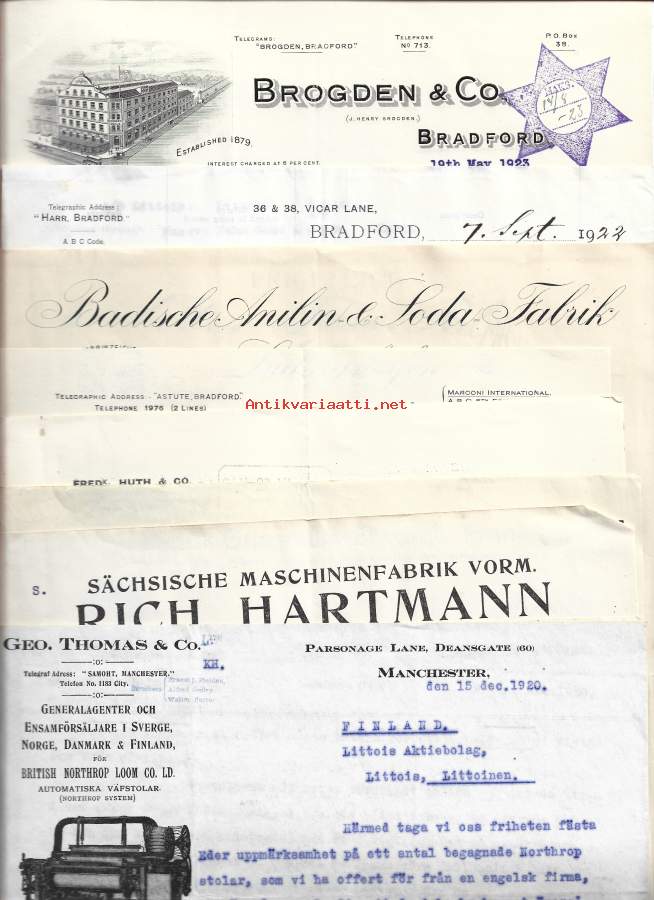 TELEGRAMS:
"BROGDEN, BRADFORD"
TELEPHONE
No 713.
P.O. BOX
38.
BROGDEN & Co.
(J. HENRY BROGDEN.)
BRADFORD
ESTABLISHED 1879.
19th May 1923
INTEREST CHARGED AT 5 PER CENT.
14/8
-23
Telegraphic Address:
"HARR, BRADFORD"
A B C Code.
36 & 38, VICAR LANE,
BRADFORD, 7. Sept. 1922
Badische Anilin- & Soda-Fabrik
TELEGRAPHIC ADDRESS - "ASTUTE, BRADFORD."
TELEPHONE 1976 (2 LINES)
MARCONI INTERNATIONAL.
Antikvariaatti.net
FREDK HUTH & CO.
S.
SÄCHSISCHE MASCHINENFABRIK VORM.
RICH HARTMANN
GEO. THOMAS & CO.
KH.
PARSONAGE LANE, DEANSGATE (60)
MANCHESTER,
den 15 dec. 1920.
Telegraf Adress: "SAMOHT, MANCHESTER,"
Telefon No. 1183 City.
GENERALAGENTER OCH
ENSAMFÖRSÄLJARE I SVERGE,
NORGE, DANMARK & FINLAND,
FÖR
BRITISH NORTHROP LOOM CO. LD.
AUTOMATISKA VÄFSTOLAR.
(NORTHROP SYSTEM)
FINLAND.
Littois Aktiebolag,
Littois, Littoinen.
Härmed taga vi oss friheten fästa
Eder uppmärksamhet på ett antal begagnade Northrop
stolar, som vi ha offert för från en engelsk firma,